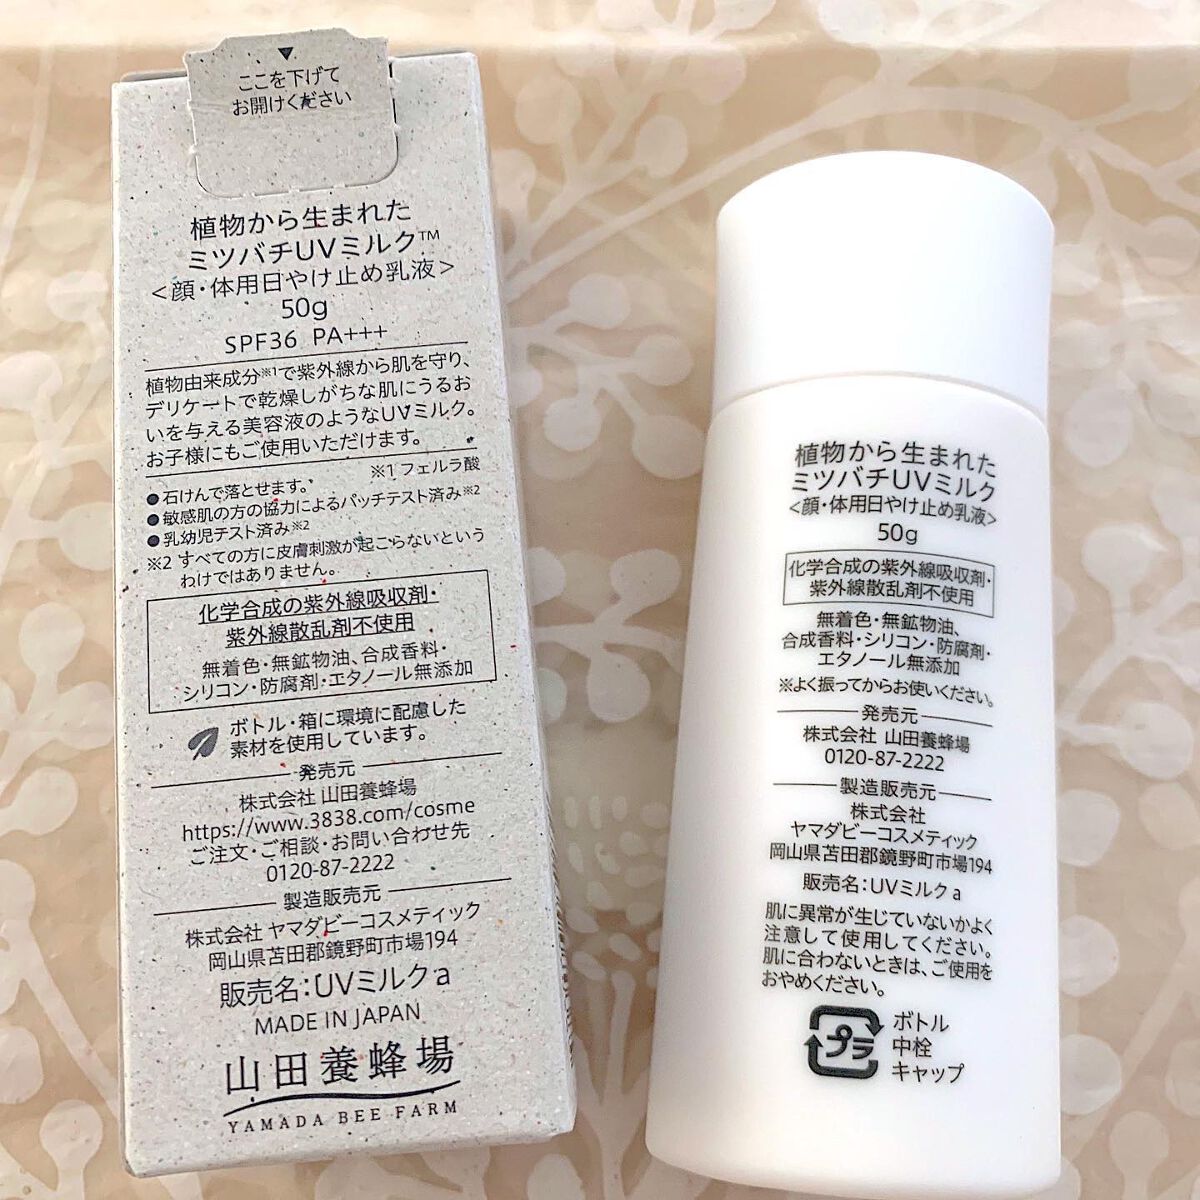 ▼
ここを下げて
お開けください
植物から生まれた
ミツバチUVミルク™
<顔・体用日やけ止め乳液>
50g
SPF36 PA+++
植物由来成分※1で紫外線から肌を守り、
デリケートで乾燥しがちな肌にうるお
いを与える美容液のようなUVミルク。
お子様にもご使用いただけます。
※1 フェルラ酸
●石けんで落とせます。
●敏感肌の方の協力によるパッチテスト済み※2
●乳幼児テスト済み※2
※2 すべての方に皮膚刺激が起こらないという
わけではありません。
化学合成の紫外線吸収剤・
紫外線散乱剤不使用
無着色・無鉱物油、合成香料・
シリコン・防腐剤・エタノール無添加
ボトル・箱に環境に配慮した
素材を使用しています。
発売元
株式会社 山田養蜂場
https://www.3838.com/cosme
ご注文・ご相談・お問い合わせ先
0120-87-2222
製造販売元
株式会社 ヤマダビーコスメティック
岡山県苫田郡鏡野町市場194
販売名：UVミルクa
MADE IN JAPAN
山田養蜂場
YAMADA BEE FARM
植物から生まれた
ミツバチUVミルク
<顔・体用日やけ止め乳液>
50g
化学合成の紫外線吸収剤・
紫外線散乱剤不使用
無着色・無鉱物油、
合成香料・シリコン・防腐剤・
エタノール無添加
※よく振ってからお使いください。
発売元
株式会社 山田養蜂場
0120-87-2222
製造販売元
株式会社
ヤマダビーコスメティック
岡山県苫田郡鏡野町市場194
販売名：UVミルクa
肌に異常が生じていないかよく
注意して使用してください。
肌に合わないときは、ご使用を
おやめください。
プラ
ボトル
中栓
キャップ